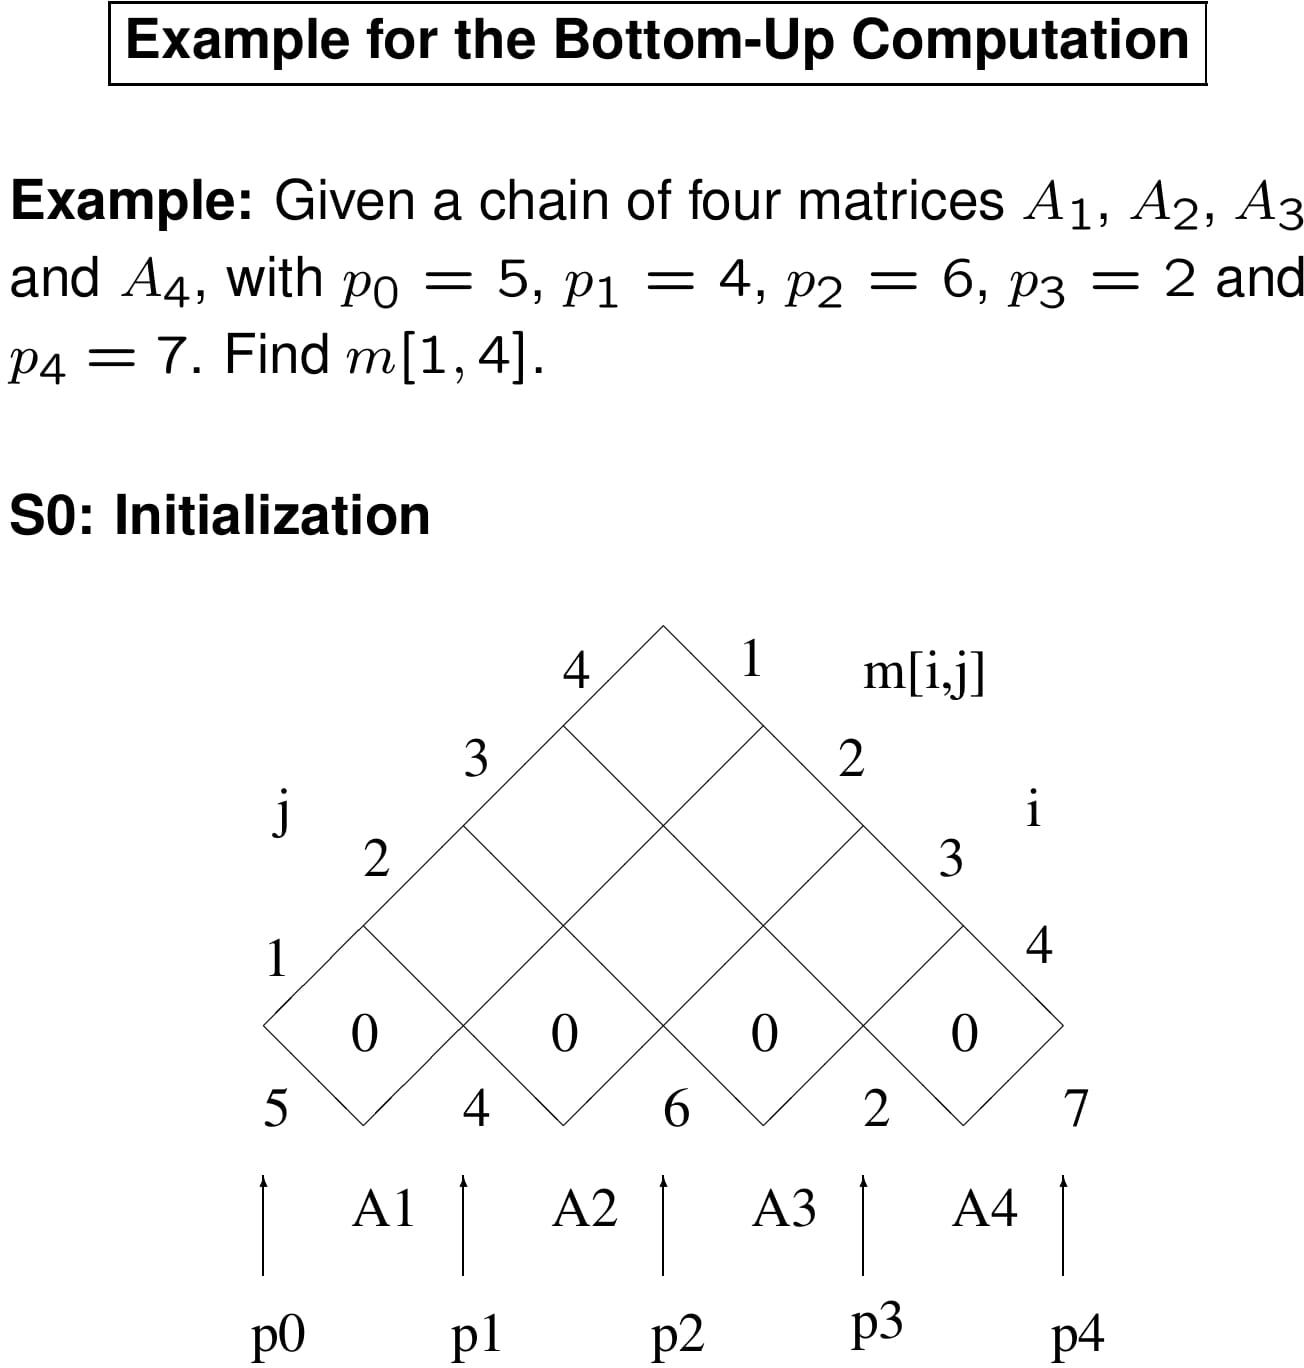 Example for the Bottom-Up Computation
Example: Given a chain of four matrices A₁, A₂, A₃
and A₄, with p₀ = 5, p₁ = 4, p₂ = 6, p₃ = 2 and
p₄ = 7. Find m[1, 4].
S0: Initialization
4 1 m[i,j]
3 2
j i
2 3
1 4
0 0 0 0
5 4 6 2 7
A1 A2 A3 A4
p0 p1 p2 p3 p4